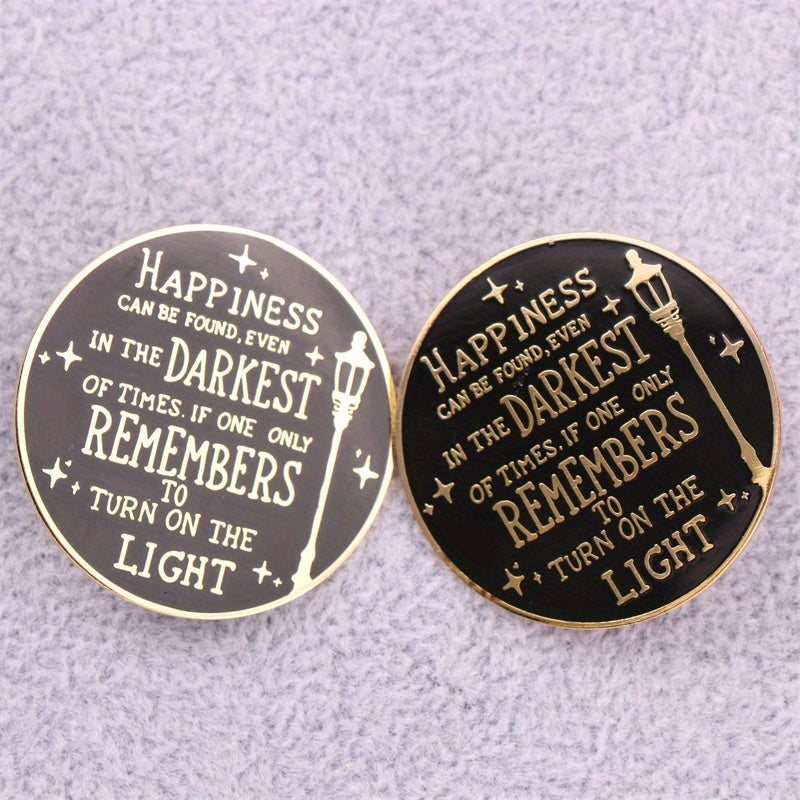 HAPPINESS
CAN BE FOUND, EVEN
IN THE DARKEST
OF TIMES. IF ONE ONLY
REMEMBERS
TO
TURN ON THE
LIGHT
HAPPINESS
CAN BE FOUND, EVEN
IN THE DARKEST
OF TIMES. IF ONE ONLY
REMEMBERS
TO
TURN ON THE
LIGHT